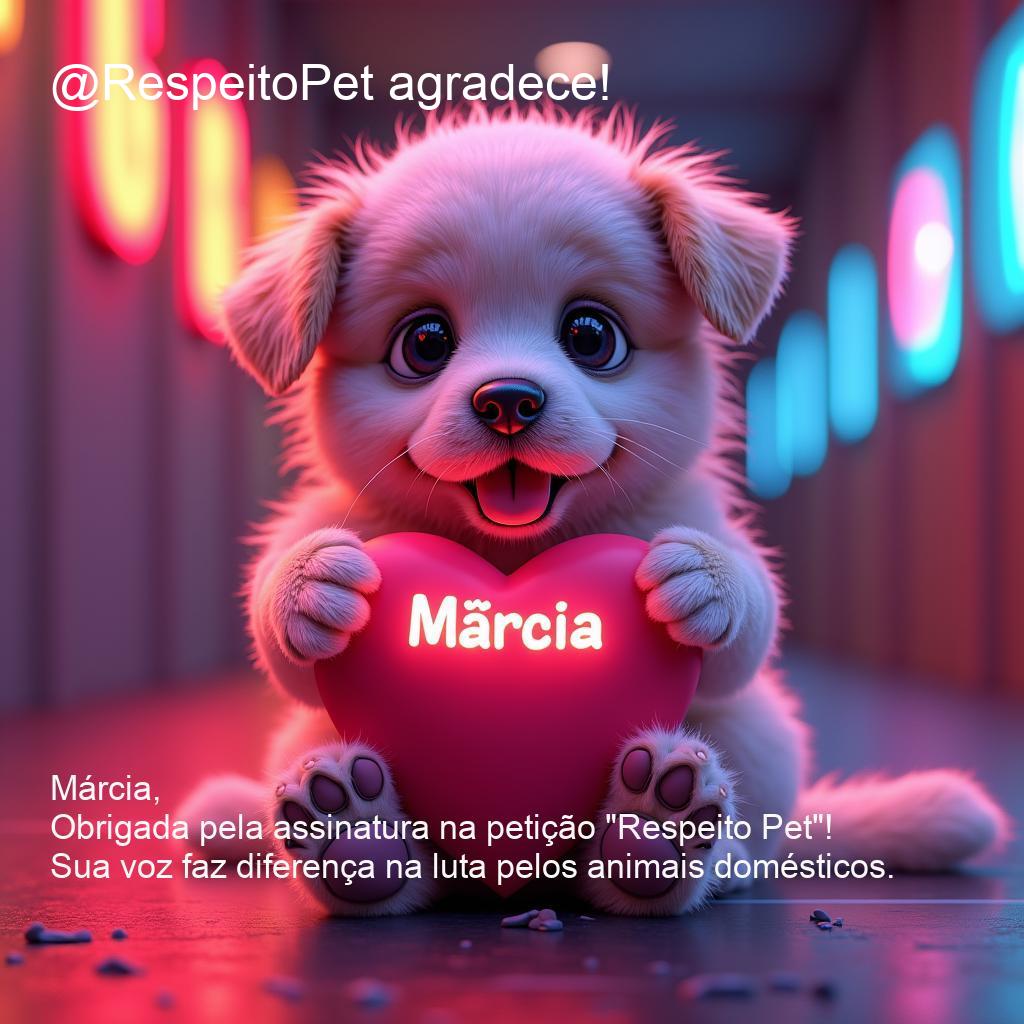 @RespeitoPet agradece!
Mãrcia
Márcia,
Obrigada pela assinatura na petição "Respeito Pet"!
Sua voz faz diferença na luta pelos animais domésticos.